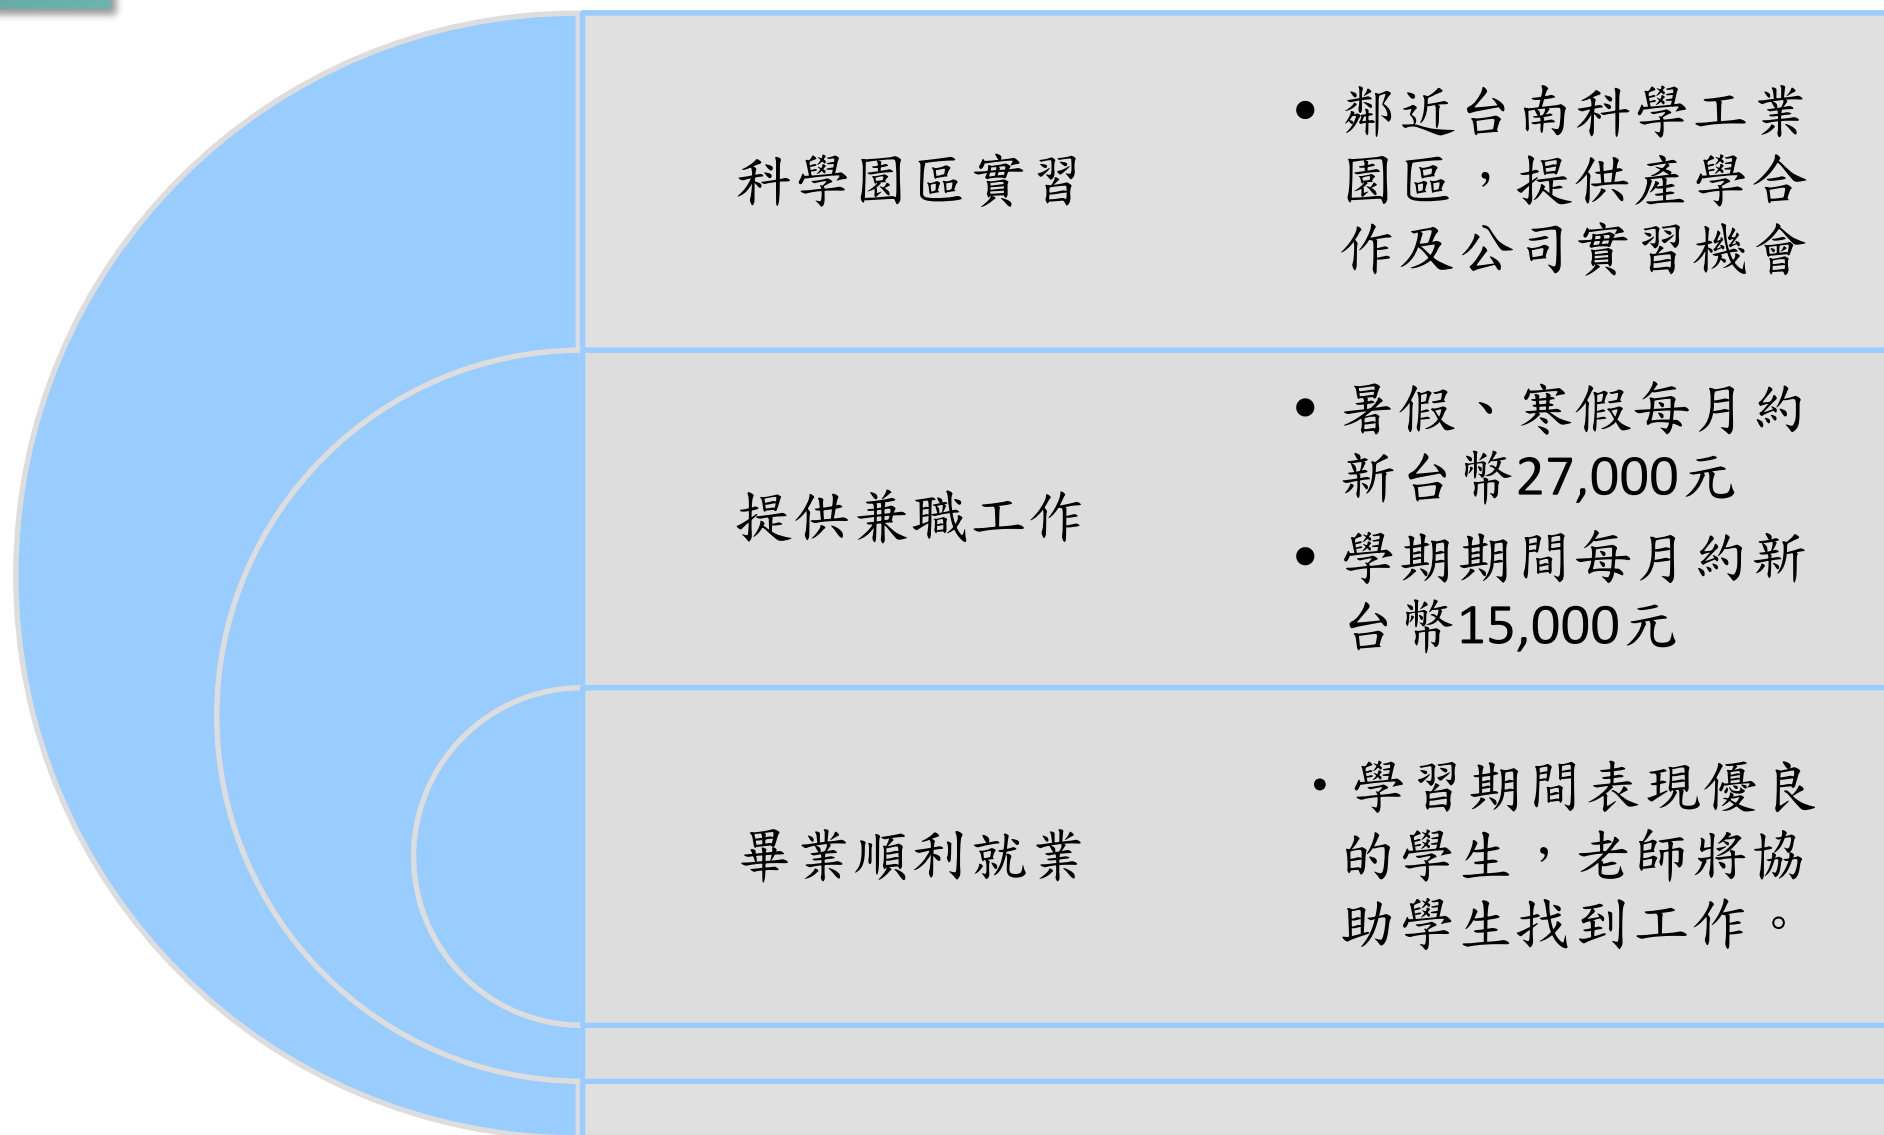 科學園區實習
• 鄰近台南科學工業
園區，提供產學合
作及公司實習機會
提供兼職工作
• 暑假、寒假每月約
新台幣27,000元
• 學期期間每月約新
台幣15,000元
畢業順利就業
• 學習期間表現優良
的學生，老師將協
助學生找到工作。